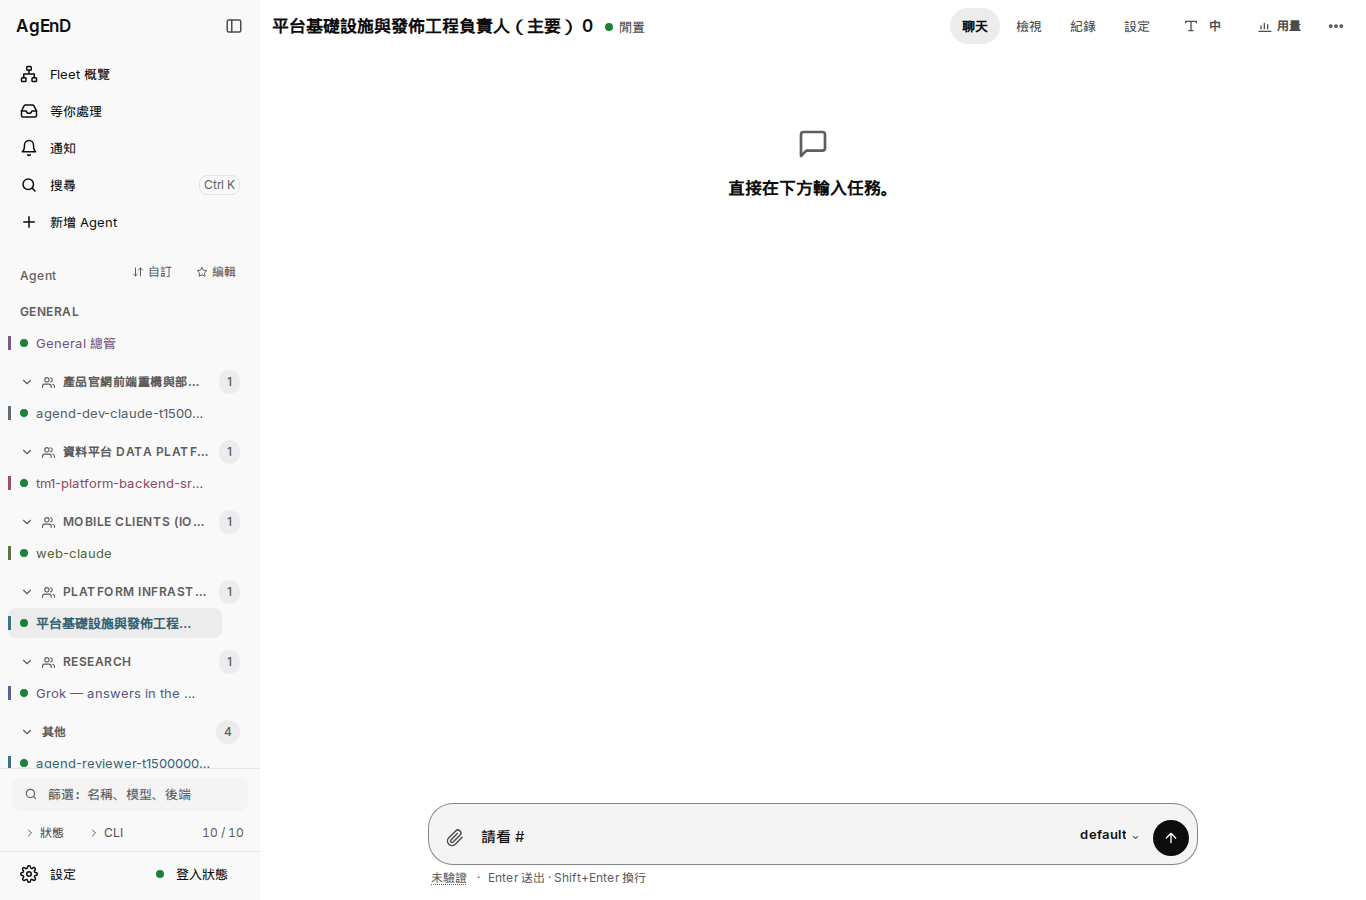 AgEnD
Fleet 概覽
等你處理
通知
搜尋 Ctrl K
新增 Agent
Agent 自訂 編輯
GENERAL
General 總管
產品官網前端重構與部... 1
agend-dev-claude-t1500...
資料平台 DATA PLATF... 1
tm1-platform-backend-sr...
MOBILE CLIENTS (IO... 1
web-claude
PLATFORM INFRAST... 1
平台基礎設施與發佈工程...
RESEARCH 1
Grok — answers in the ...
其他 4
agend-reviewer-t1500000...
篩選：名稱、模型、後端
狀態 CLI 10 / 10
設定 登入狀態
平台基礎設施與發佈工程負責人（主要）0 閒置
聊天 檢視 紀錄 設定 中 用量
直接在下方輸入任務。
請看 #
default
未驗證 · Enter 送出 · Shift+Enter 換行